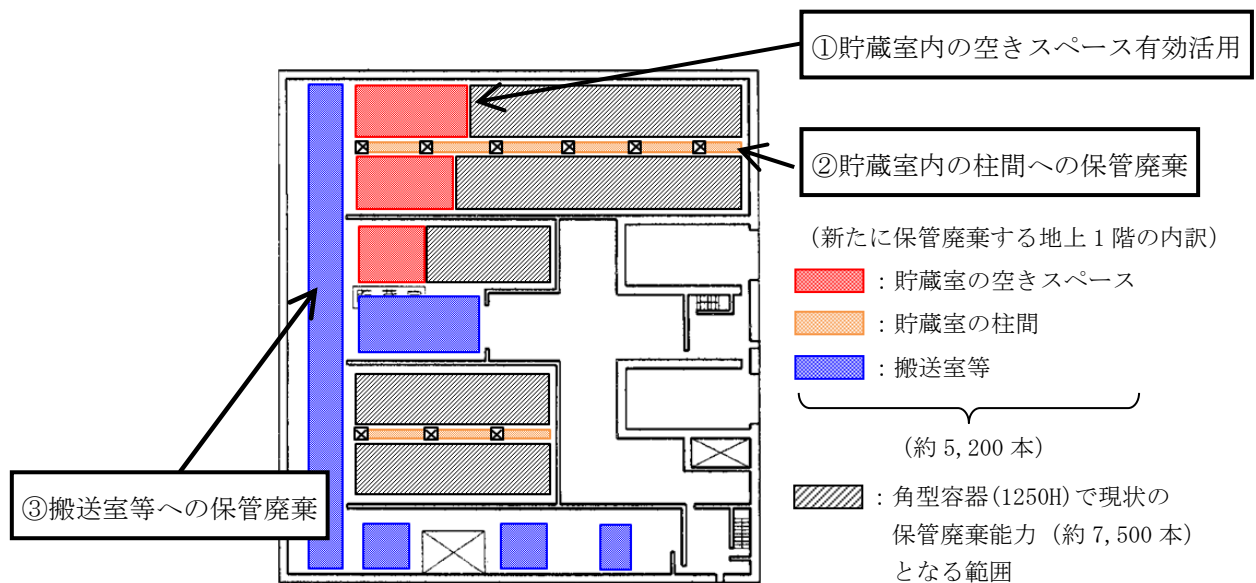 ①貯蔵室内の空きスペース有効活用
②貯蔵室内の柱間への保管廃棄
(新たに保管廃棄する地上1階の内訳)
：貯蔵室の空きスペース
：貯蔵室の柱間
：搬送室等
(約5,200本)
③搬送室等への保管廃棄
：角型容器(1250H)で現状の
保管廃棄能力（約7,500本）
となる範囲